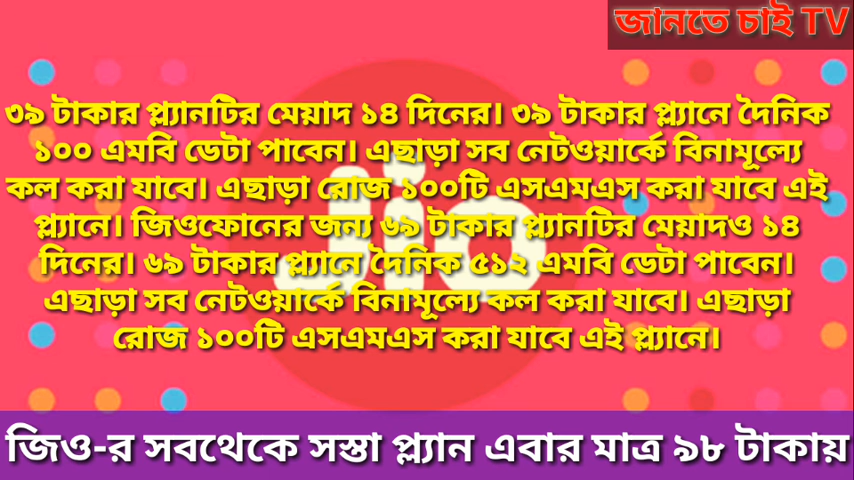 জানতে চাই TV
৩৯ টাকার প্ল্যানটির মেয়াদ ১৪ দিনের। ৩৯ টাকার প্ল্যানে দৈনিক
১০০ এমবি ডেটা পাবেন। এছাড়া সব নেটওয়ার্কে বিনামূল্যে
কল করা যাবে। এছাড়া রোজ ১০০টি এসএমএস করা যাবে এই
প্ল্যানে। জিওফোনের জন্য ৬৯ টাকার প্ল্যানটির মেয়াদও ১৪
দিনের। ৬৯ টাকার প্ল্যানে দৈনিক ৫১২ এমবি ডেটা পাবেন।
এছাড়া সব নেটওয়ার্কে বিনামূল্যে কল করা যাবে। এছাড়া
রোজ ১০০টি এসএমএস করা যাবে এই প্ল্যানে।
Jio
জিও-র সবথেকে সস্তা প্ল্যান এবার মাত্র ৯৮ টাকায়